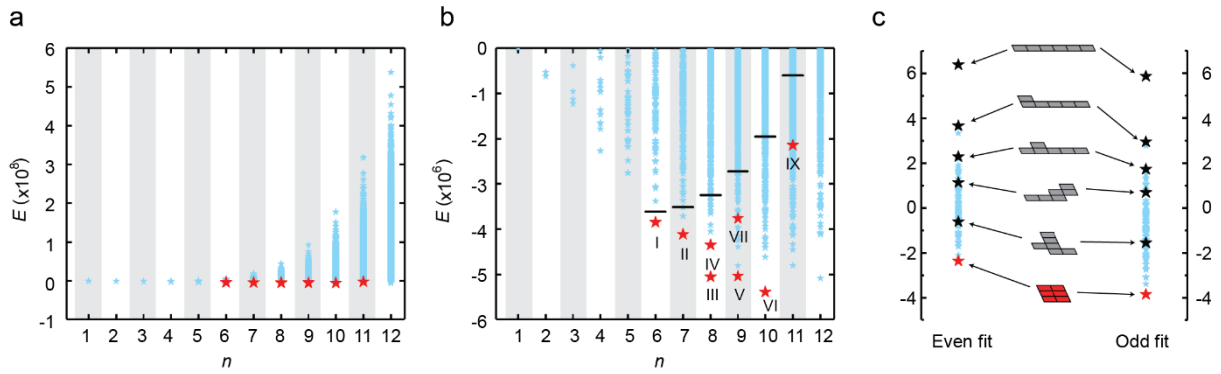 a
E (x10⁸)
6
5
4
3
2
1
0
-1
1 2 3 4 5 6 7 8 9 10 11 12
n
b
E (x10⁶)
0
-1
-2
-3
-4
-5
-6
I
II
IV
III
VII
V
VI
IX
1 2 3 4 5 6 7 8 9 10 11 12
n
c
6
4
2
0
-2
-4
6
4
2
0
-2
-4
Even fit
Odd fit